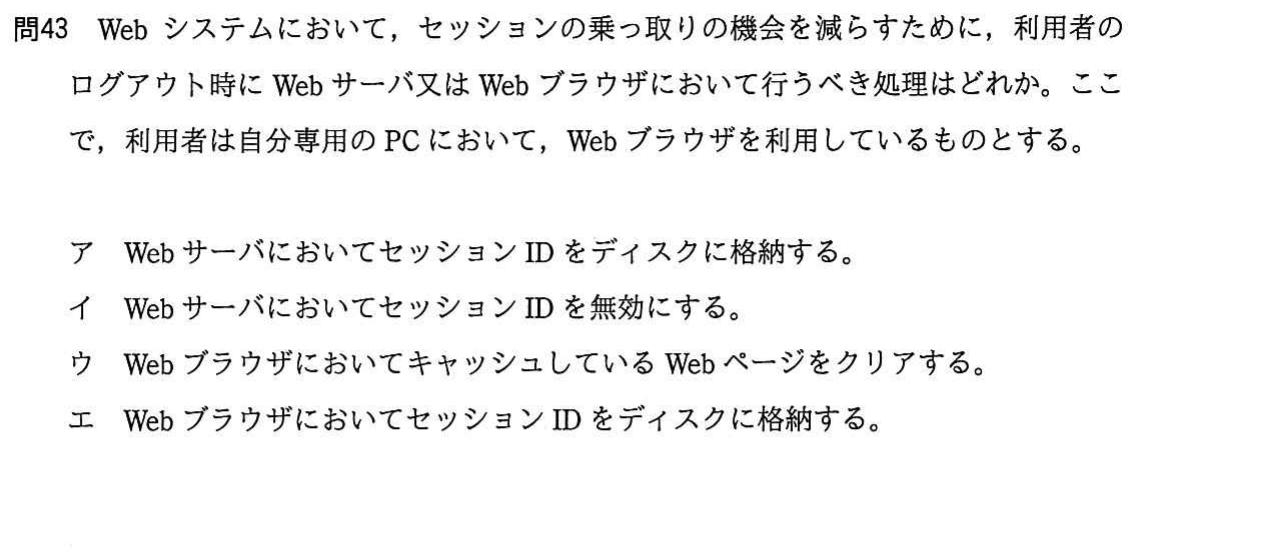 問43 Web システムにおいて，セッションの乗っ取りの機会を減らすために，利用者の
ログアウト時に Web サーバ又は Web ブラウザにおいて行うべき処理はどれか。ここ
で，利用者は自分専用の PC において，Web ブラウザを利用しているものとする。
ア Web サーバにおいてセッション ID をディスクに格納する。
イ Web サーバにおいてセッション ID を無効にする。
ウ Web ブラウザにおいてキャッシュしている Web ページをクリアする。
エ Web ブラウザにおいてセッション ID をディスクに格納する。